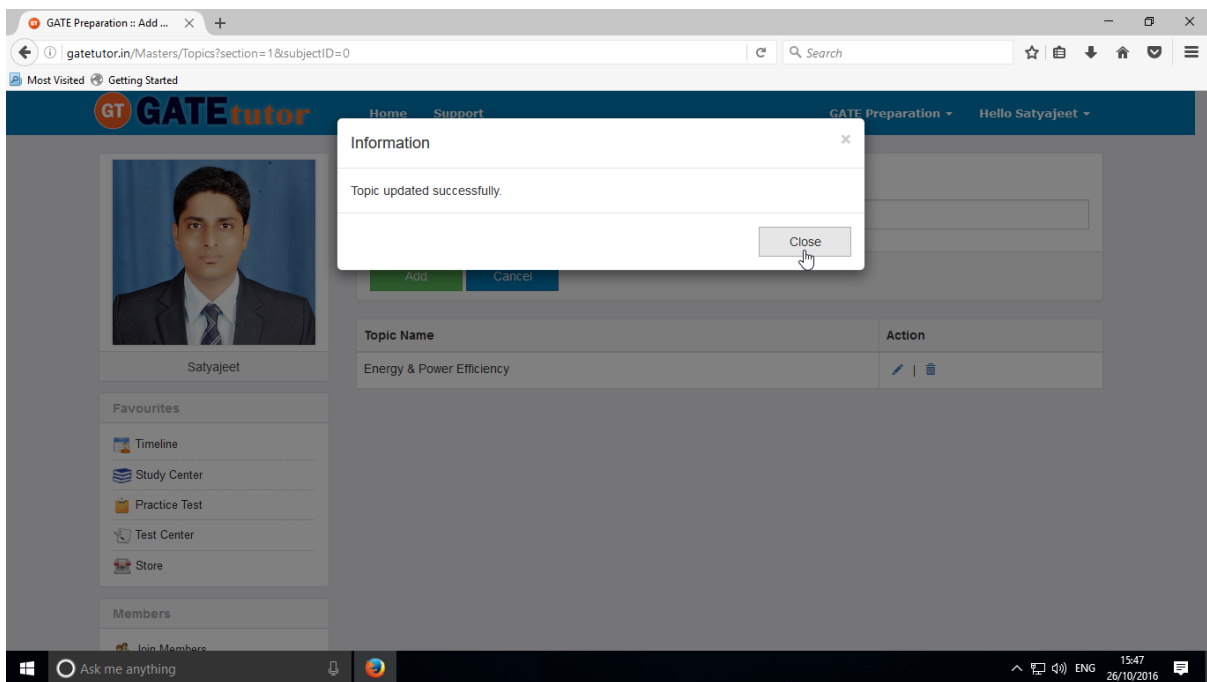 GATE Preparation :: Add ...
gatetutor.in/Masters/Topics?section=1&subjectID=0
Search
Most Visited
Getting Started
GT GATEtutor
Home
Support
GATE Preparation
Hello Satyajeet
Information
Topic updated successfully.
Close
Add
Cancel
Topic Name
Action
Energy & Power Efficiency
|
Satyajeet
Favourites
Timeline
Study Center
Practice Test
Test Center
Store
Members
Join Members
Ask me anything
ENG
15:47
26/10/2016